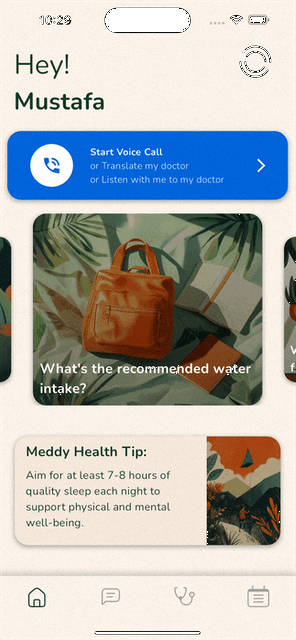 10:29
Hey!
Mustafa
Start Voice Call
or Translate my doctor
or Listen with me to my doctor
What's the recommended water
intake?
Meddy Health Tip:
Aim for at least 7-8 hours of
quality sleep each night to
support physical and mental
well-being.